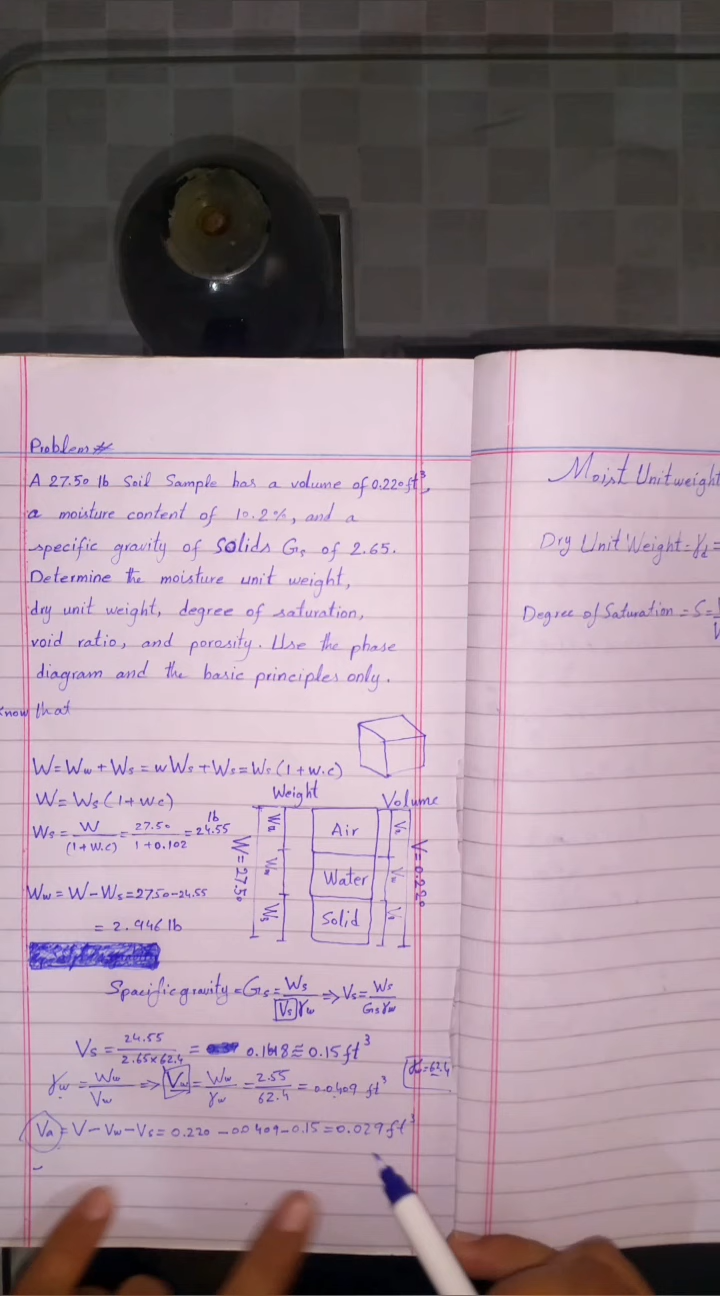 Problem #
A 27.50 lb Soil Sample has a volume of 0.220 ft³,
a moisture content of 10.2%, and a
specific gravity of solids Gs of 2.65.
Determine the moisture unit weight,
dry unit weight, degree of saturation,
void ratio, and porosity. Use the phase
diagram and the basic principles only.
know that
W=Ww+Ws=wWs+Ws=Ws(1+w.c)
W=Ws(1+wc)
Ws=W/(1+w.c)=27.50/1+0.102=24.55 lb
Ww=W-Ws=27.50-24.55
=2.946 lb
Weight
Volume
Air
Water
Solid
W=27.50
Ww
Ws
V=0.220
Spacific gravity=Gs=Ws/Vsγw⇒Vs=Ws/Gsγw
Vs=24.55/2.65×62.4=0.1618≅0.15 ft³
γw=Ww/Vw⇒Vw=Ww/γw=2.55/62.4=0.0409 ft³
γ=62.4
Va=V-Vw-Vs=0.220-0.0409-0.15=0.029 ft³
Moist Unit weight
Dry Unit Weight=γd=
Degree of Saturation=S=